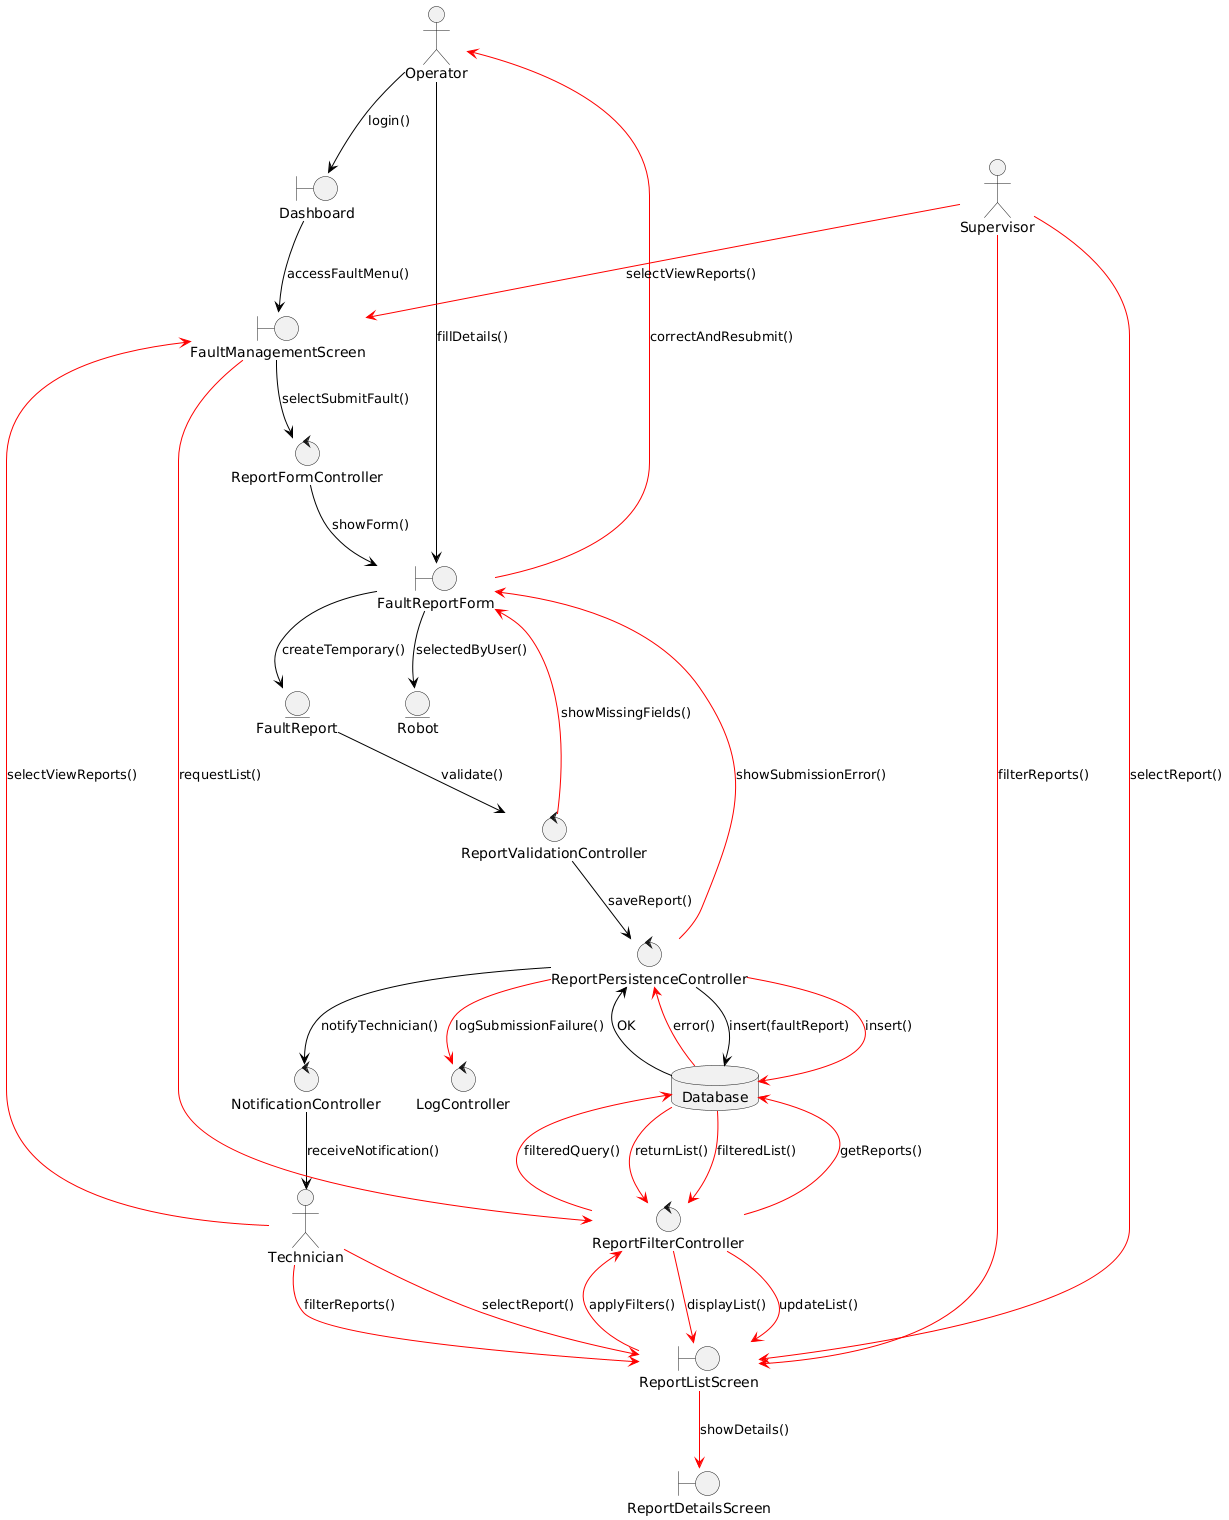 Operator
login()
Supervisor
Dashboard
accessFaultMenu()
selectViewReports()
fillDetails()
correctAndResubmit()
FaultManagementScreen
selectSubmitFault()
ReportFormController
showForm()
FaultReportForm
createTemporary()
selectedByUser()
showMissingFields()
FaultReport
Robot
selectViewReports()
requestList()
validate()
showSubmissionError()
filterReports()
selectReport()
ReportValidationController
saveReport()
ReportPersistenceController
notifyTechnician()
logSubmissionFailure()
OK
error()
insert(faultReport)
insert()
Database
NotificationController
LogController
receiveNotification()
filteredQuery()
returnList()
filteredList()
getReports()
ReportFilterController
Technician
filterReports()
selectReport()
applyFilters()
displayList()
updateList()
ReportListScreen
showDetails()
ReportDetailsScreen